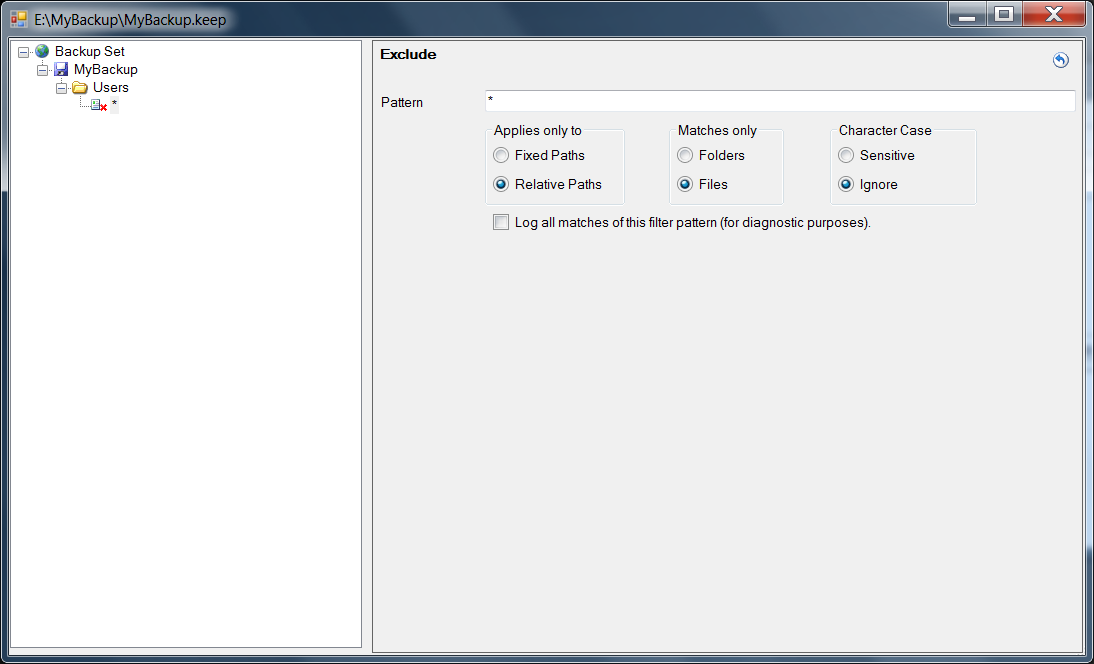 E:\MyBackup\MyBackup.keep
Backup Set
MyBackup
Users
*
Exclude
Pattern
*
Applies only to
Fixed Paths
Relative Paths
Matches only
Folders
Files
Character Case
Sensitive
Ignore
Log all matches of this filter pattern (for diagnostic purposes).